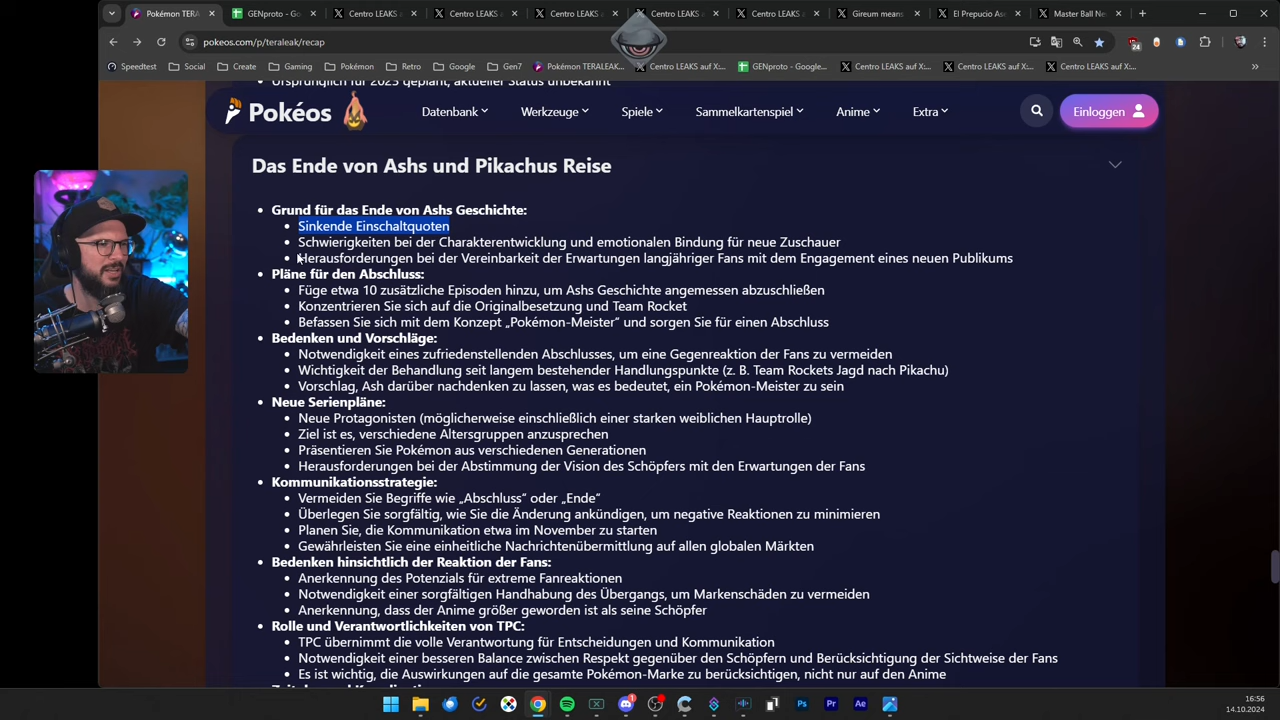 Pokémon TERAL
GENproto - Go
Centro LEAKS a
Centro LEAKS
Centro LEAKS a
Centro LEAKS
Centro LEAKS
Gireum means
El Prepucio Ase
Master Ball Ne
pokeos.com/p/teraleak/recap
24
Speedtest
Social
Create
Gaming
Pokémon
Retro
Google
Gen7
Pokémon TERALEAK...
Centro LEAKS auf X:...
GENproto - Google...
Centro LEAKS auf X:...
Centro LEAKS auf X:...
Centro LEAKS auf X:...
Ursprünglich für 2023 geplant, aktueller Status unbekannt
Pokéos
Datenbank
Werkzeuge
Spiele
Sammelkartenspiel
Anime
Extra
Einloggen
Das Ende von Ashs und Pikachus Reise
Grund für das Ende von Ashs Geschichte:
Sinkende Einschaltquoten
Schwierigkeiten bei der Charakterentwicklung und emotionalen Bindung für neue Zuschauer
Herausforderungen bei der Vereinbarkeit der Erwartungen langjähriger Fans mit dem Engagement eines neuen Publikums
Pläne für den Abschluss:
Füge etwa 10 zusätzliche Episoden hinzu, um Ashs Geschichte angemessen abzuschließen
Konzentrieren Sie sich auf die Originalbesetzung und Team Rocket
Befassen Sie sich mit dem Konzept „Pokémon-Meister“ und sorgen Sie für einen Abschluss
Bedenken und Vorschläge:
Notwendigkeit eines zufriedenstellenden Abschlusses, um eine Gegenreaktion der Fans zu vermeiden
Wichtigkeit der Behandlung seit langem bestehender Handlungspunkte (z. B. Team Rockets Jagd nach Pikachu)
Vorschlag, Ash darüber nachdenken zu lassen, was es bedeutet, ein Pokémon-Meister zu sein
Neue Serienpläne:
Neue Protagonisten (möglicherweise einschließlich einer starken weiblichen Hauptrolle)
Ziel ist es, verschiedene Altersgruppen anzusprechen
Präsentieren Sie Pokémon aus verschiedenen Generationen
Herausforderungen bei der Abstimmung der Vision des Schöpfers mit den Erwartungen der Fans
Kommunikationsstrategie:
Vermeiden Sie Begriffe wie „Abschluss“ oder „Ende“
Überlegen Sie sorgfältig, wie Sie die Änderung ankündigen, um negative Reaktionen zu minimieren
Planen Sie, die Kommunikation etwa im November zu starten
Gewährleisten Sie eine einheitliche Nachrichtenübermittlung auf allen globalen Märkten
Bedenken hinsichtlich der Reaktion der Fans:
Anerkennung des Potenzials für extreme Fanreaktionen
Notwendigkeit einer sorgfältigen Handhabung des Übergangs, um Markenschäden zu vermeiden
Anerkennung, dass der Anime größer geworden ist als seine Schöpfer
Rolle und Verantwortlichkeiten von TPC:
TPC übernimmt die volle Verantwortung für Entscheidungen und Kommunikation
Notwendigkeit einer besseren Balance zwischen Respekt gegenüber den Schöpfern und Berücksichtigung der Sichtweise der Fans
Es ist wichtig, die Auswirkungen auf die gesamte Pokémon-Marke zu berücksichtigen, nicht nur auf den Anime
16:56
14.10.2024